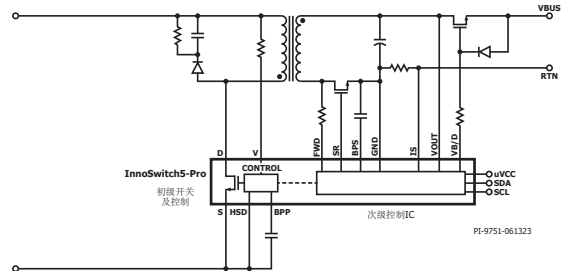 VBUS
RTN
D
V
FWD
SR
BPS
GND
IS
VOUT
VB/D
InnoSwitch5-Pro
CONTROL
初级开关
及控制
uVCC
SDA
SCL
S
HSD
BPP
次级控制IC
PI-9751-061323